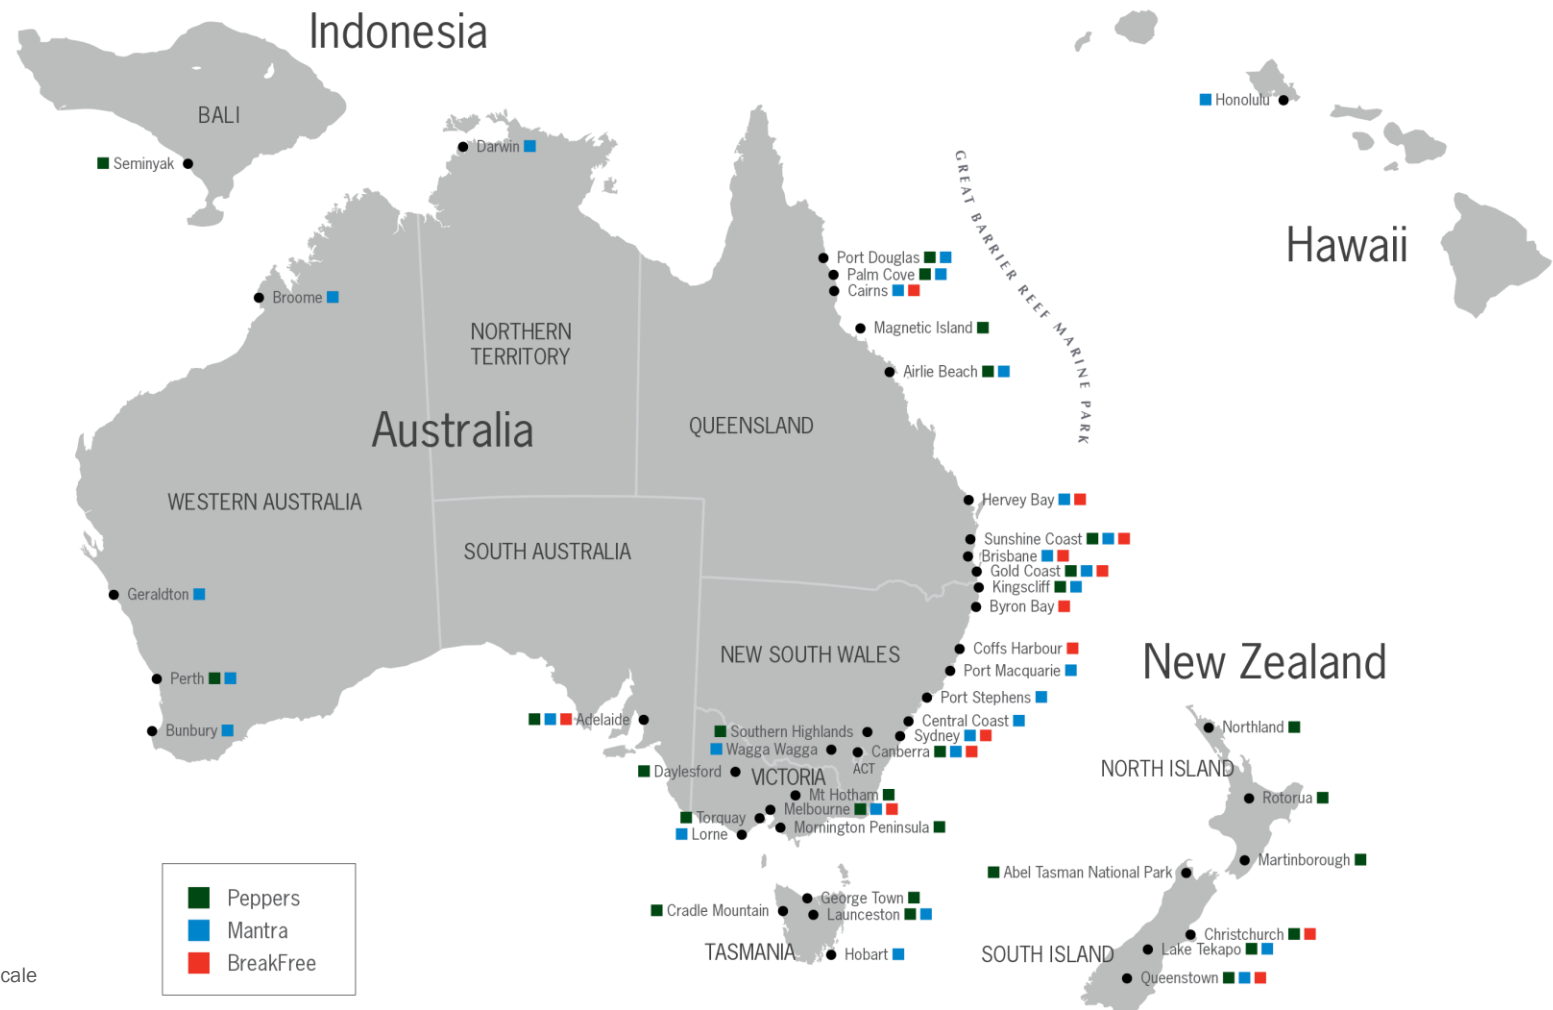 Indonesia
BALI
Seminyak
Honolulu
Hawaii
Darwin
GREAT BARRIER REEF MARINE PARK
Port Douglas
Palm Cove
Cairns
Broome
Magnetic Island
NORTHERN
TERRITORY
Airlie Beach
Australia
QUEENSLAND
WESTERN AUSTRALIA
Hervey Bay
SOUTH AUSTRALIA
Sunshine Coast
Brisbane
Gold Coast
Kingscliff
Geraldton
Byron Bay
NEW SOUTH WALES
Coffs Harbour
Port Macquarie
New Zealand
Perth
Port Stephens
Adelaide
Central Coast
Northland
Bunbury
Southern Highlands
Sydney
Wagga Wagga
Canberra
ACT
NORTH ISLAND
Daylesford
VICTORIA
Mt Hotham
Rotorua
Melbourne
Torquay
Mornington Peninsula
Lorne
Martinborough
Abel Tasman National Park
Peppers
George Town
Cradle Mountain
Launceston
Mantra
Christchurch
TASMANIA
Hobart
SOUTH ISLAND
Lake Tekapo
BreakFree
cale
Queenstown